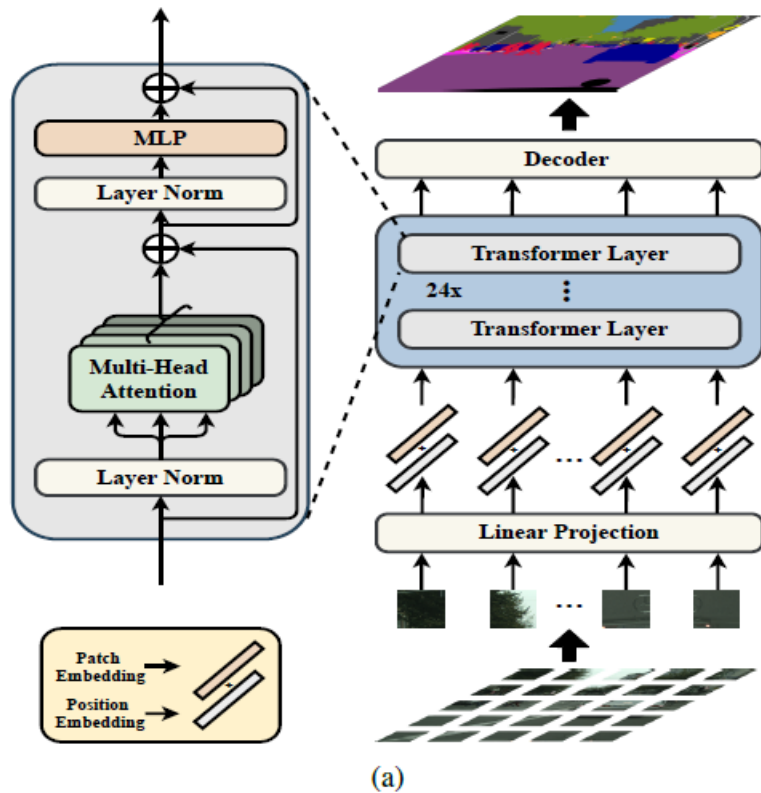 MLP
Layer Norm
Multi-Head
Attention
Layer Norm
Patch
Embedding
Position
Embedding
Decoder
Transformer Layer
24x
Transformer Layer
Linear Projection
(a)